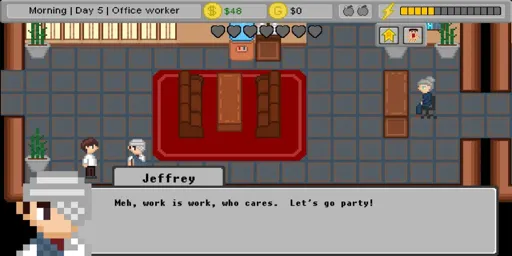 Morning | Day 5 | Office worker
$
$48
G
$0
Jeffrey
Meh, work is work, who cares. Let's go party!